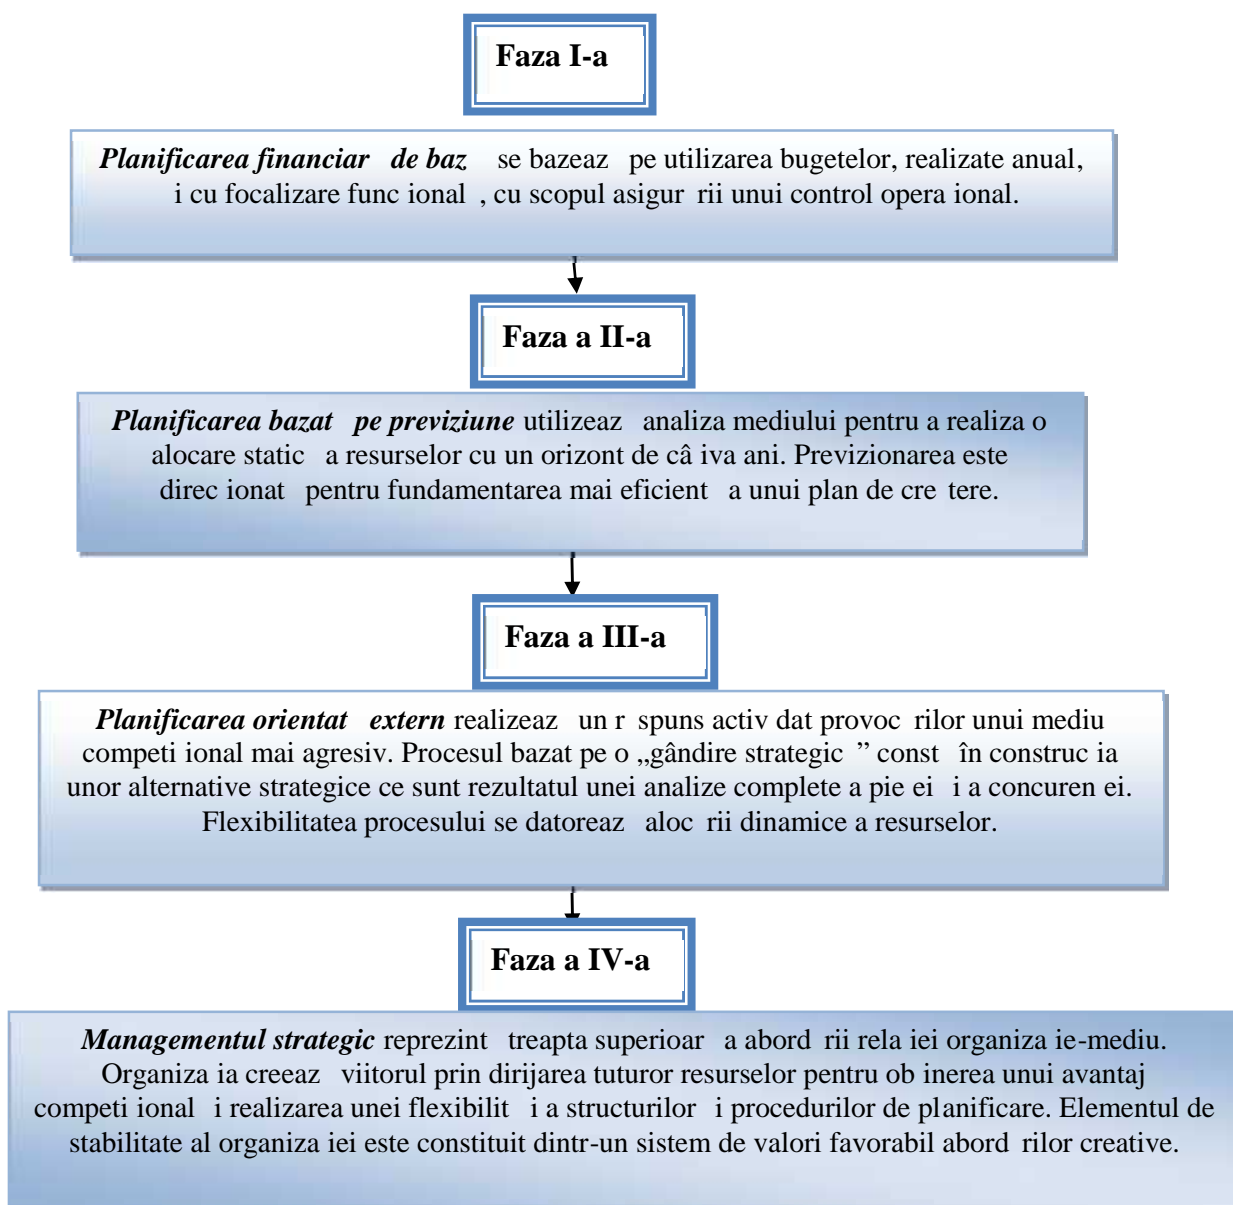 Faza I-a
Planificarea financiar de baz se bazeaz pe utilizarea bugetelor, realizate anual,
i cu focalizare func ional , cu scopul asigur rii unui control opera ional.
Faza a II-a
Planificarea bazat pe previziune utilizeaz analiza mediului pentru a realiza o
alocare static a resurselor cu un orizont de câ iva ani. Previzionarea este
direc ionat pentru fundamentarea mai eficient a unui plan de cre tere.
Faza a III-a
Planificarea orientat extern realizeaz un r spuns activ dat provoc rilor unui mediu
competi ional mai agresiv. Procesul bazat pe o „gândire strategic ” const în construc ia
unor alternative strategice ce sunt rezultatul unei analize complete a pie ei i a concuren ei.
Flexibilitatea procesului se datoreaz aloc rii dinamice a resurselor.
Faza a IV-a
Managementul strategic reprezint treapta superioar a abord rii rela iei organiza ie-mediu.
Organiza ia creeaz viitorul prin dirijarea tuturor resurselor pentru ob inerea unui avantaj
competi ional i realizarea unei flexibilit i a structurilor i procedurilor de planificare. Elementul de
stabilitate al organiza iei este constituit dintr-un sistem de valori favorabil abord rilor creative.